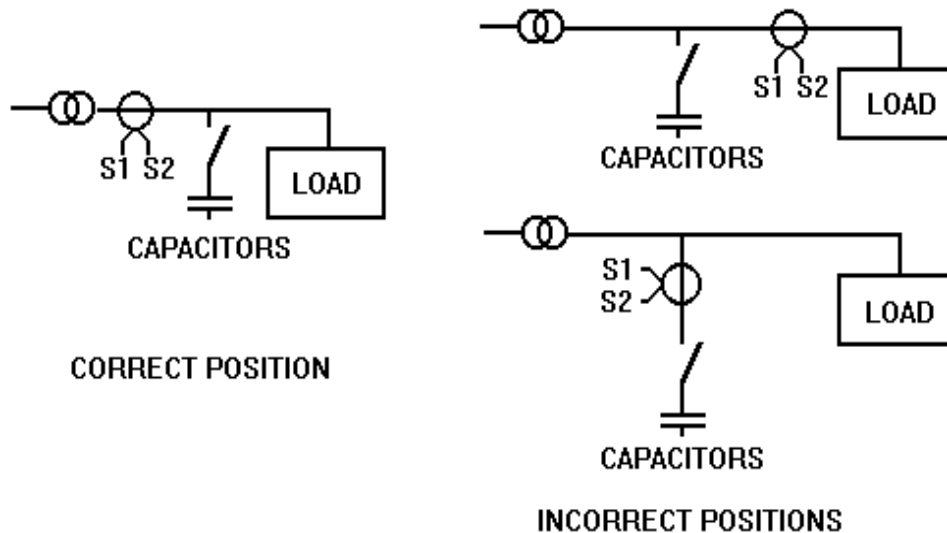 S1 S2
LOAD
CAPACITORS
CORRECT POSITION
S1 S2
LOAD
CAPACITORS
S1
S2
LOAD
CAPACITORS
INCORRECT POSITIONS